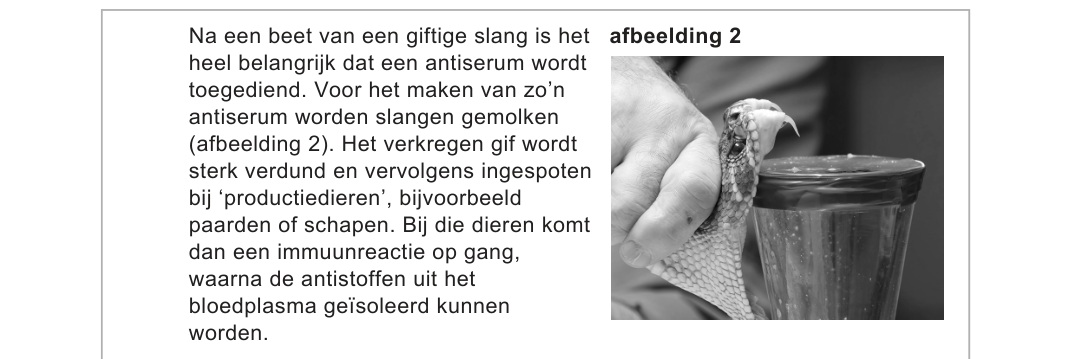 Na een beet van een giftige slang is het
heel belangrijk dat een antiserum wordt
toegediend. Voor het maken van zo’n
antiserum worden slangen gemolken
(afbeelding 2). Het verkregen gif wordt
sterk verdund en vervolgens ingespoten
bij ‘productiedieren’, bijvoorbeeld
paarden of schapen. Bij die dieren komt
dan een immuunreactie op gang,
waarna de antistoffen uit het
bloedplasma geïsoleerd kunnen
worden.
afbeelding 2